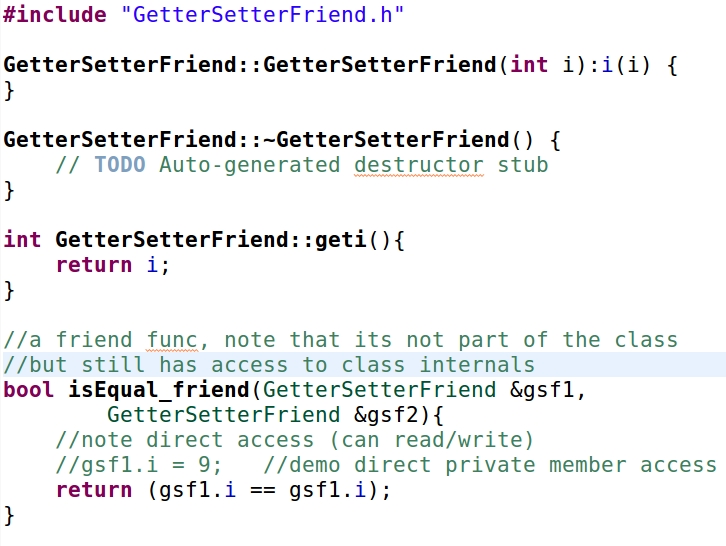 #include "GetterSetterFriend.h"
GetterSetterFriend::GetterSetterFriend(int i):i(i) {
}
GetterSetterFriend::~GetterSetterFriend() {
// TODO Auto-generated destructor stub
}
int GetterSetterFriend::geti(){
return i;
}
//a friend func, note that its not part of the class
//but still has access to class internals
bool isEqual_friend(GetterSetterFriend &gsf1,
GetterSetterFriend &gsf2){
//note direct access (can read/write)
//gsf1.i = 9;   //demo direct private member access
return (gsf1.i == gsf1.i);
}